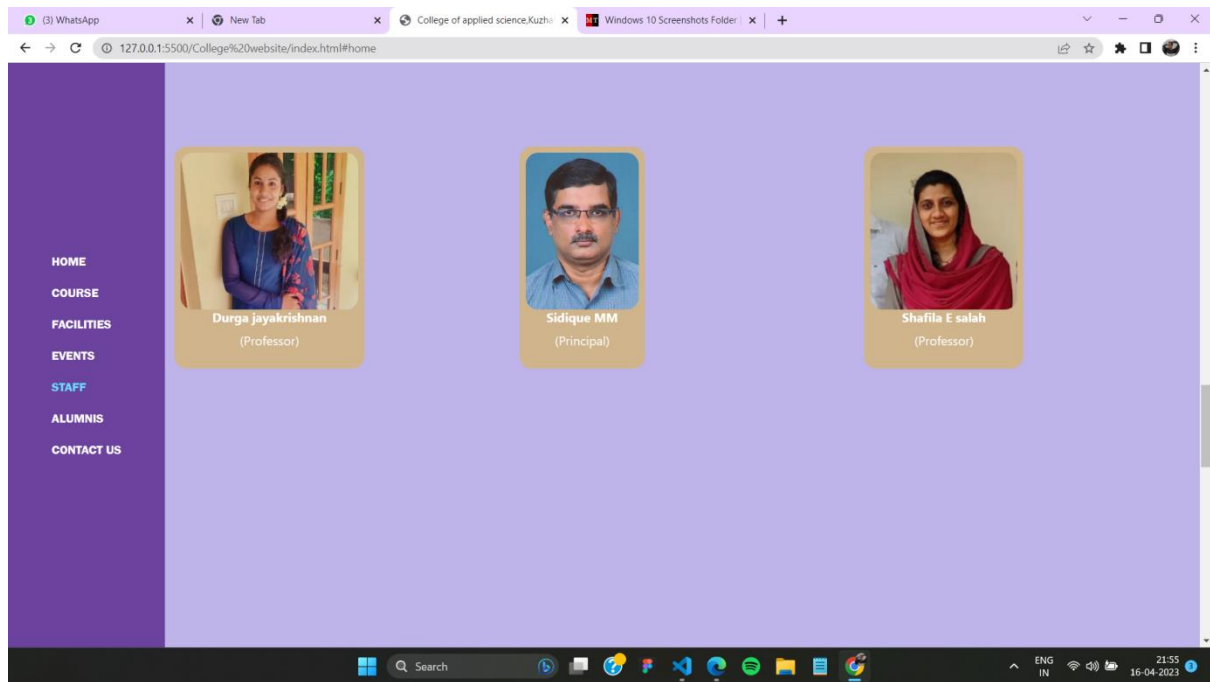 (3) WhatsApp
New Tab
College of applied science,Kuzha
MT
Windows 10 Screenshots Folder
127.0.0.1:5500/College%20website/index.html#home
HOME
COURSE
FACILITIES
EVENTS
STAFF
ALUMNIS
CONTACT US
Durga jayakrishnan
(Professor)
Sidique MM
(Principal)
Shafila E salah
(Professor)
Search
ENG
IN
21:55
16-04-2023
3